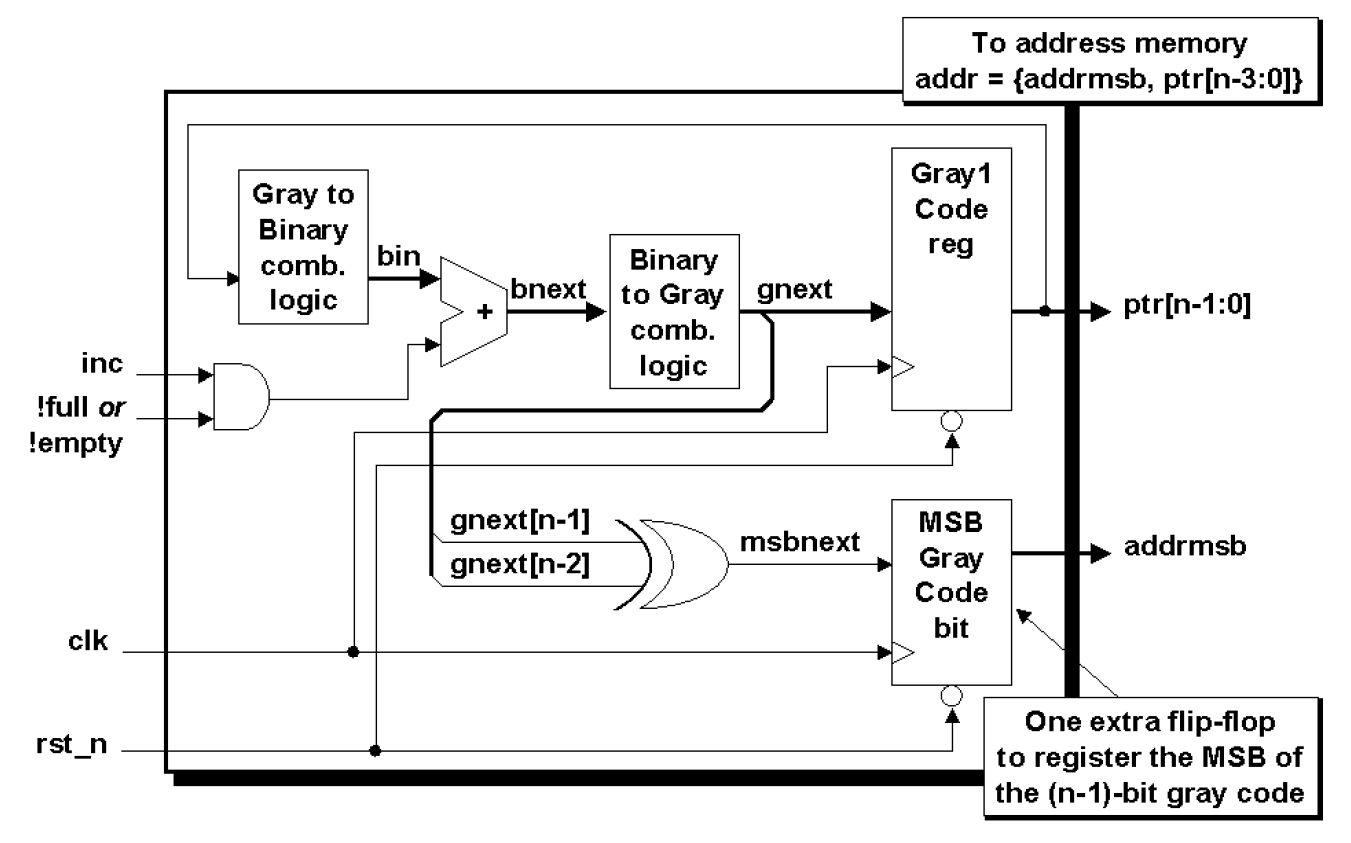 To address memory
addr = {addrmsb, ptr[n-3:0]}
Gray to
Binary
comb.
logic
bin
+
bnext
Binary
to Gray
comb.
logic
gnext
Gray1
Code
reg
ptr[n-1:0]
inc
!full or
!empty
gnext[n-1]
gnext[n-2]
msbnext
MSB
Gray
Code
bit
addrmsb
clk
rst_n
One extra flip-flop
to register the MSB of
the (n-1)-bit gray code